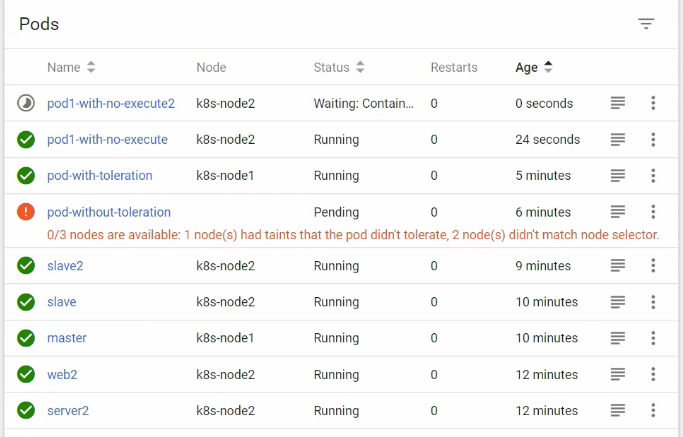 Pods
Name Node Status Restarts Age
pod1-with-no-execute2 k8s-node2 Waiting: Contain... 0 0 seconds
pod1-with-no-execute k8s-node2 Running 0 24 seconds
pod-with-toleration k8s-node1 Running 0 5 minutes
pod-without-toleration Pending 0 6 minutes
0/3 nodes are available: 1 node(s) had taints that the pod didn't tolerate, 2 node(s) didn't match node selector.
slave2 k8s-node2 Running 0 9 minutes
slave k8s-node2 Running 0 10 minutes
master k8s-node1 Running 0 10 minutes
web2 k8s-node2 Running 0 12 minutes
server2 k8s-node2 Running 0 12 minutes